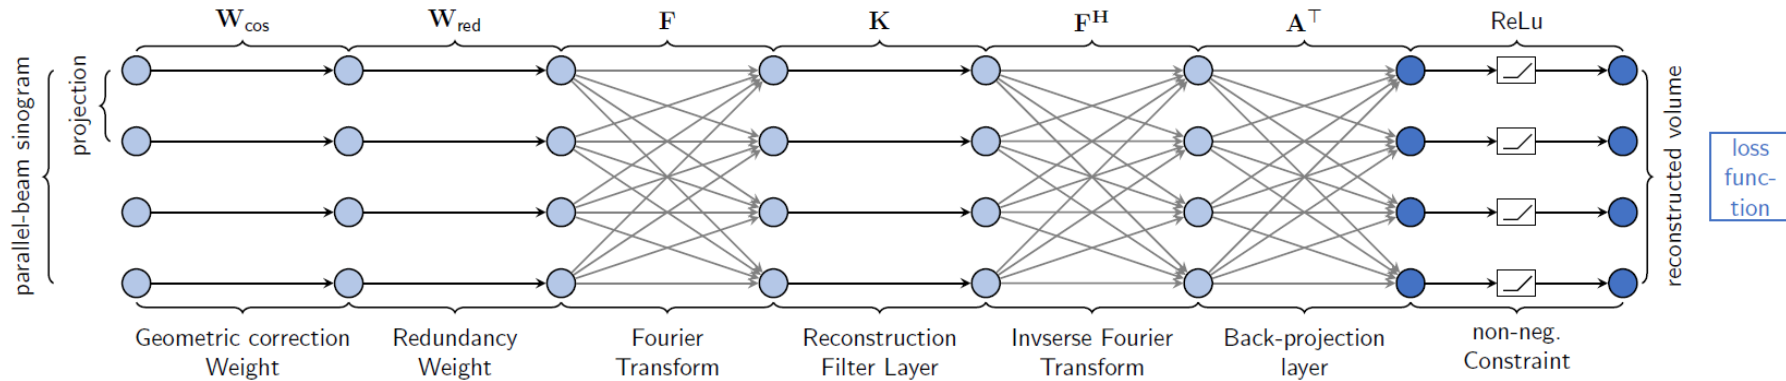 W_cos
W_red
F
K
F^H
A^⊤
ReLu
parallel-beam sinogram
projection
reconstructed volume
loss
func-
tion
Geometric correction
Weight
Redundancy
Weight
Fourier
Transform
Reconstruction
Filter Layer
Invserse Fourier
Transform
Back-projection
layer
non-neg.
Constraint